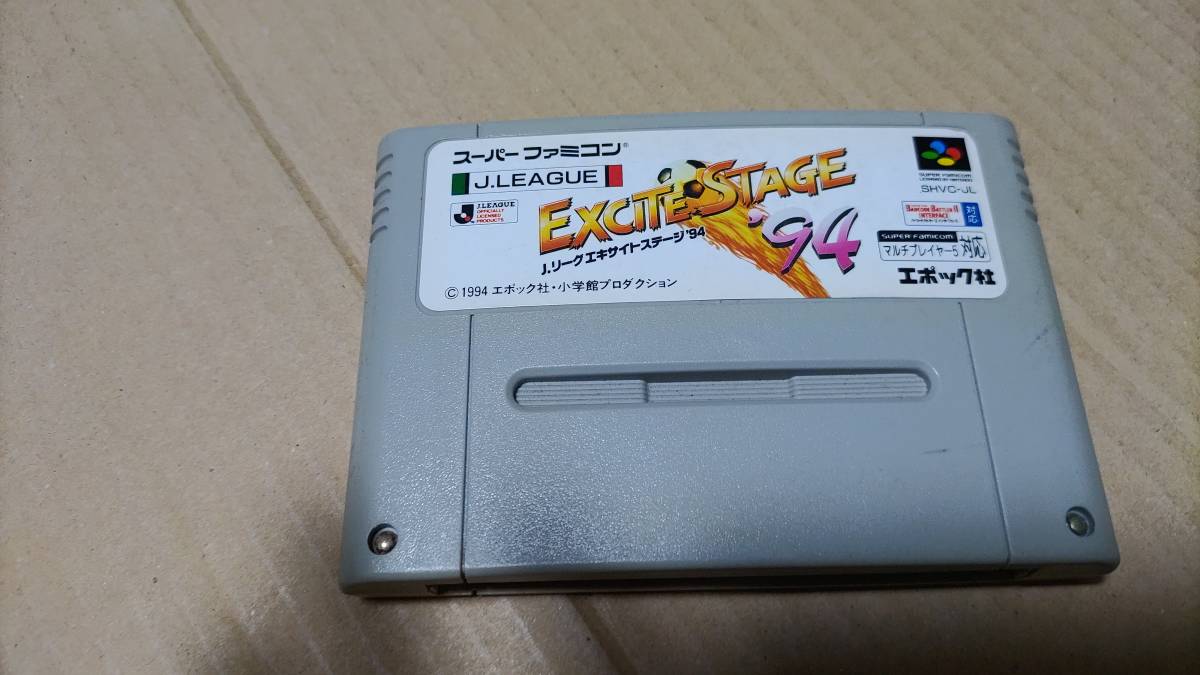 スーパーファミコン®
J.LEAGUE
J.LEAGUE
OFFICIALLY
LICENSED
PRODUCTS
EXCITE STAGE
'94
J.リーグエキサイトステージ'94
© 1994 エポック社・小学館プロダクション
SUPER FAMICOM
LICENSED BY NINTENDO
SHVC-JL
BARCODE BATTLER II
INTERFACE
対応
SUPER FAMICOM
マルチプレイヤー5
対応
エポック社